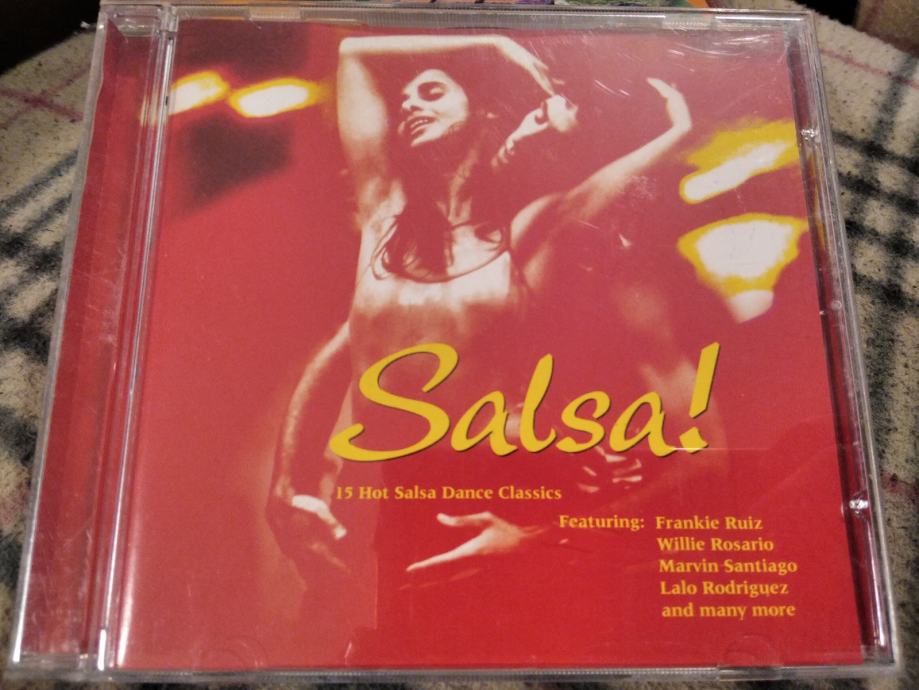 Salsa!
15 Hot Salsa Dance Classics
Featuring: Frankie Ruiz
Willie Rosario
Marvin Santiago
Lalo Rodriguez
and many more